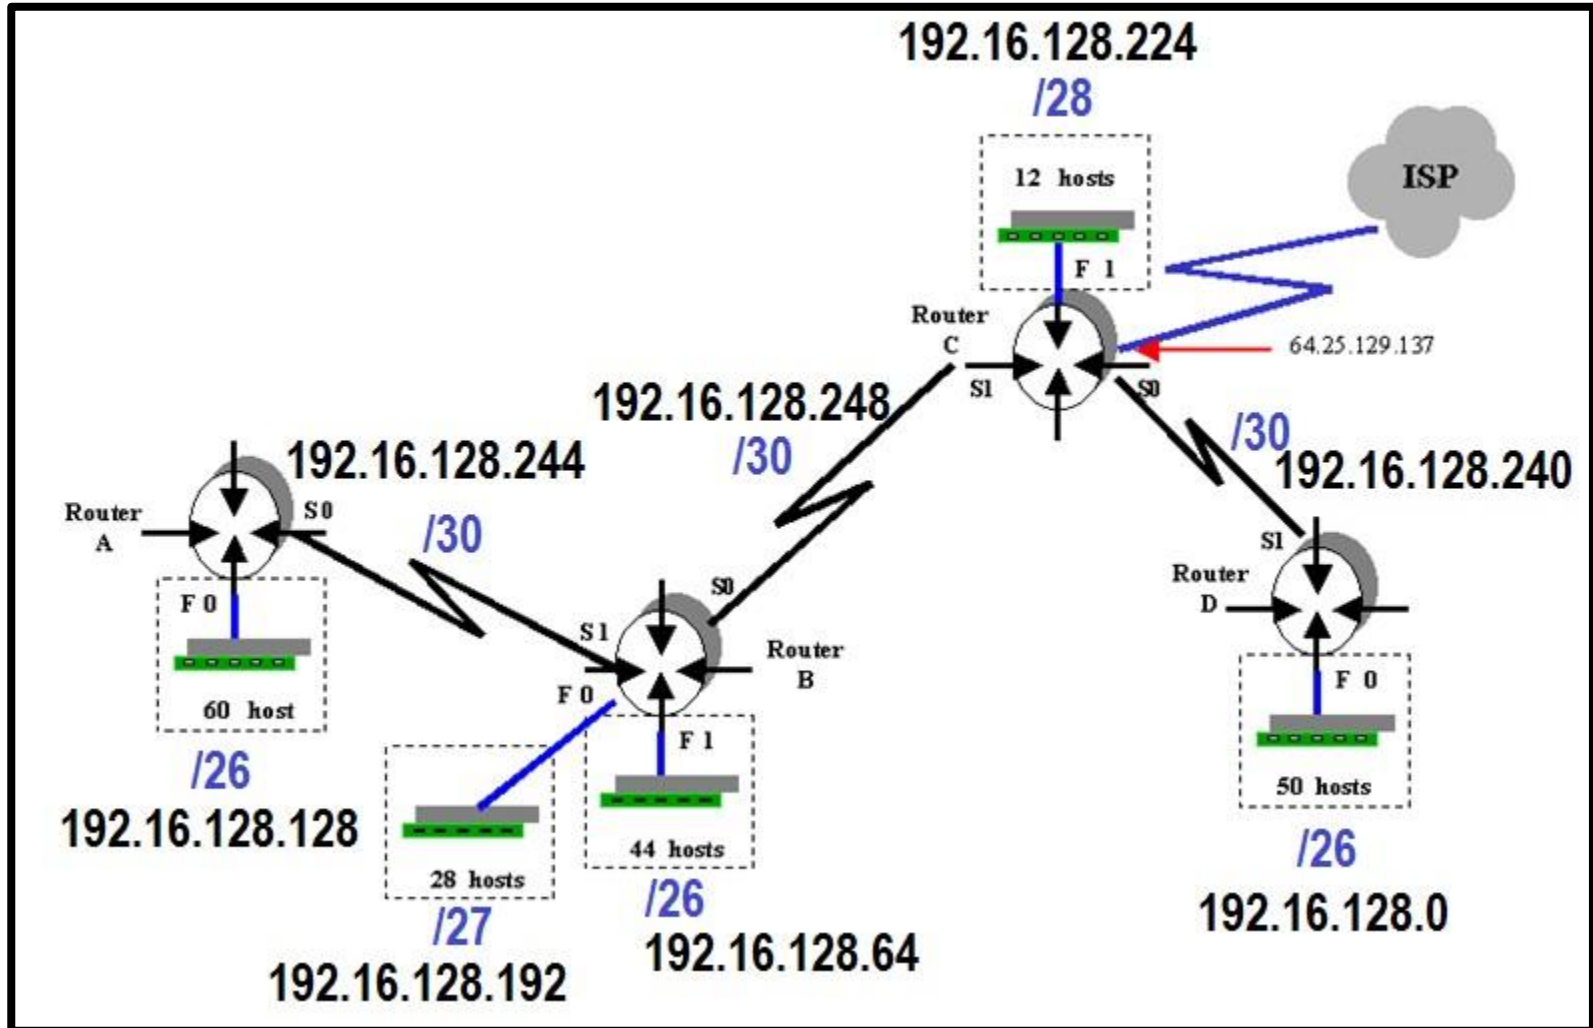 192.16.128.224
/28
12 hosts
F 1
ISP
Router
C
S1
S0
64.25.129.137
192.16.128.248
/30
/30
192.16.128.240
192.16.128.244
/30
Router
A
S0
F 0
60 host
/26
192.16.128.128
S0
S1
Router
B
F 0
F 1
28 hosts
/27
192.16.128.192
44 hosts
/26
192.16.128.64
S1
Router
D
F 0
50 hosts
/26
192.16.128.0